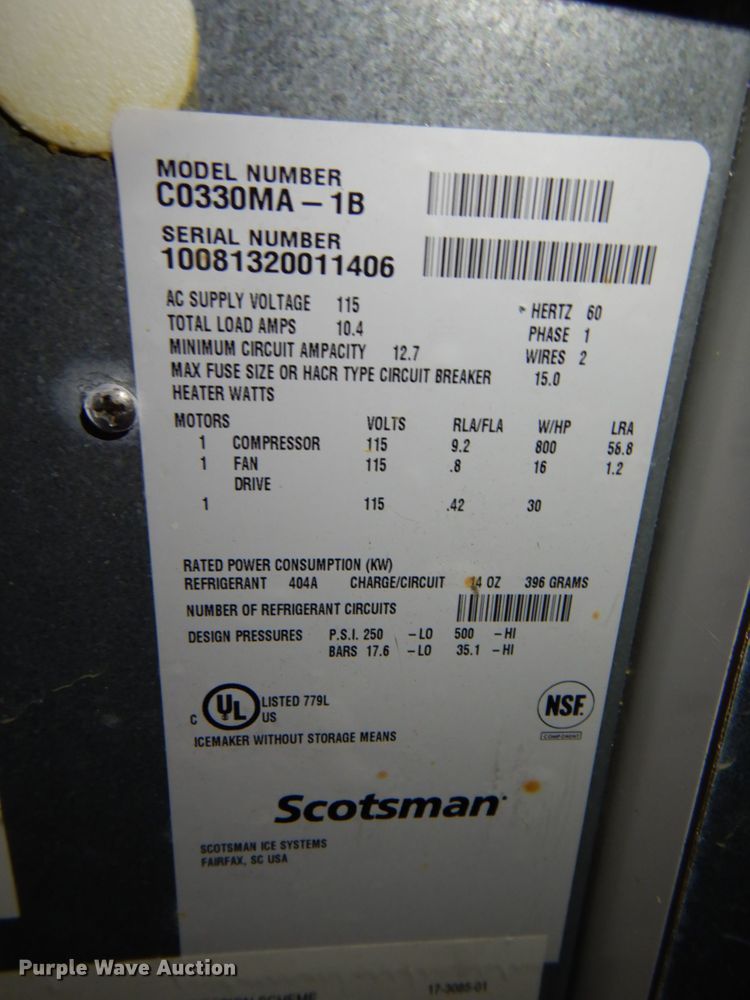 MODEL NUMBER
C0330MA - 1B
SERIAL NUMBER
10081320011406
AC SUPPLY VOLTAGE 115 HERTZ 60
TOTAL LOAD AMPS 10.4 PHASE 1
MINIMUM CIRCUIT AMPACITY 12.7 WIRES 2
MAX FUSE SIZE OR HACR TYPE CIRCUIT BREAKER 15.0
HEATER WATTS
MOTORS VOLTS RLA/FLA W/HP LRA
1 COMPRESSOR 115 9.2 800 56.8
1 FAN 115 .8 16 1.2
DRIVE
1 115 .42 30
RATED POWER CONSUMPTION (KW)
REFRIGERANT 404A CHARGE/CIRCUIT 14 OZ 396 GRAMS
NUMBER OF REFRIGERANT CIRCUITS
DESIGN PRESSURES P.S.I. 250 - LO 500 - HI
BARS 17.6 - LO 35.1 - HI
C UL US LISTED 779L
NSF.
COMPONENT
ICEMAKER WITHOUT STORAGE MEANS
Scotsman
SCOTSMAN ICE SYSTEMS
FAIRFAX, SC USA
Purple Wave Auction
SCHEME 17-3085-01